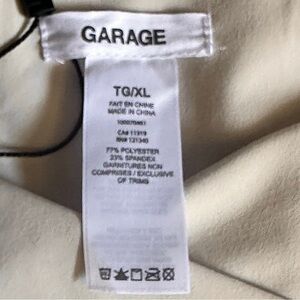 GARAGE
TG/XL
FAIT EN CHINE
MADE IN CHINA
CA# 11319
RN# 121340
77% POLYESTER
23% SPANDEX
GARNITURES NON
COMPRISES / EXCLUSIVE
OF TRIMS